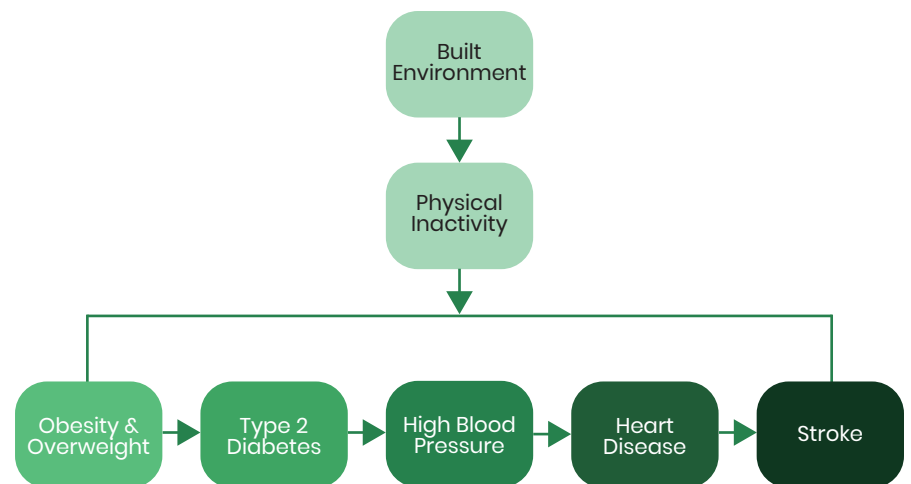 Built
Environment
Physical
Inactivity
Obesity &
Overweight
Type 2
Diabetes
High Blood
Pressure
Heart
Disease
Stroke